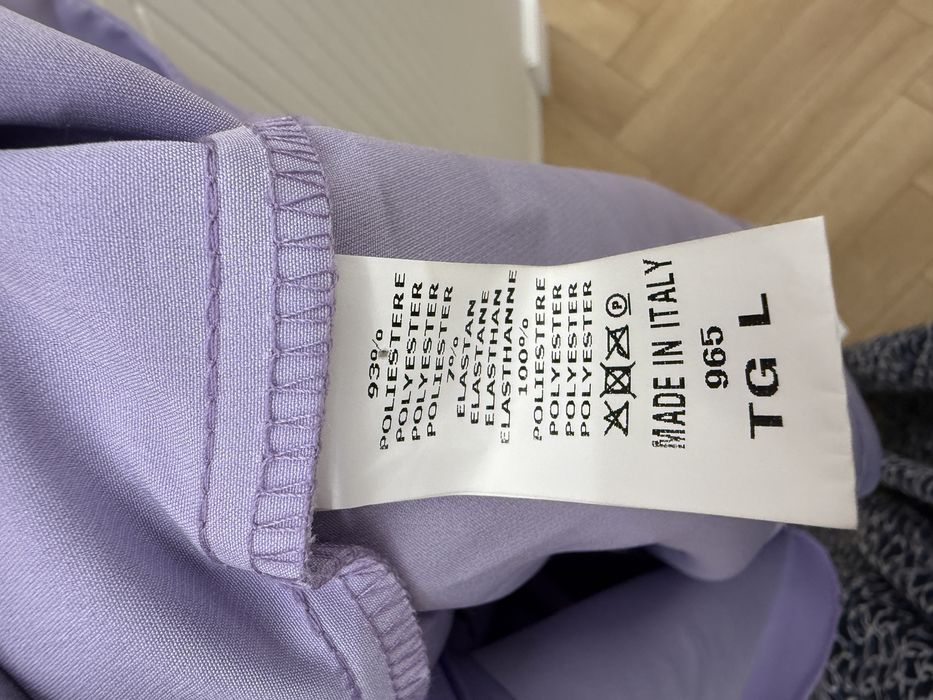 93%
POLIESTERE
POLYESTER
POLYESTER
POLIESTER
7%
ELASTAN
ELASTANE
ELASTHAN
ELASTHANNE
100%
POLIESTERE
POLYESTER
POLYESTER
POLYESTER
P
MADE IN ITALY
965
TG L